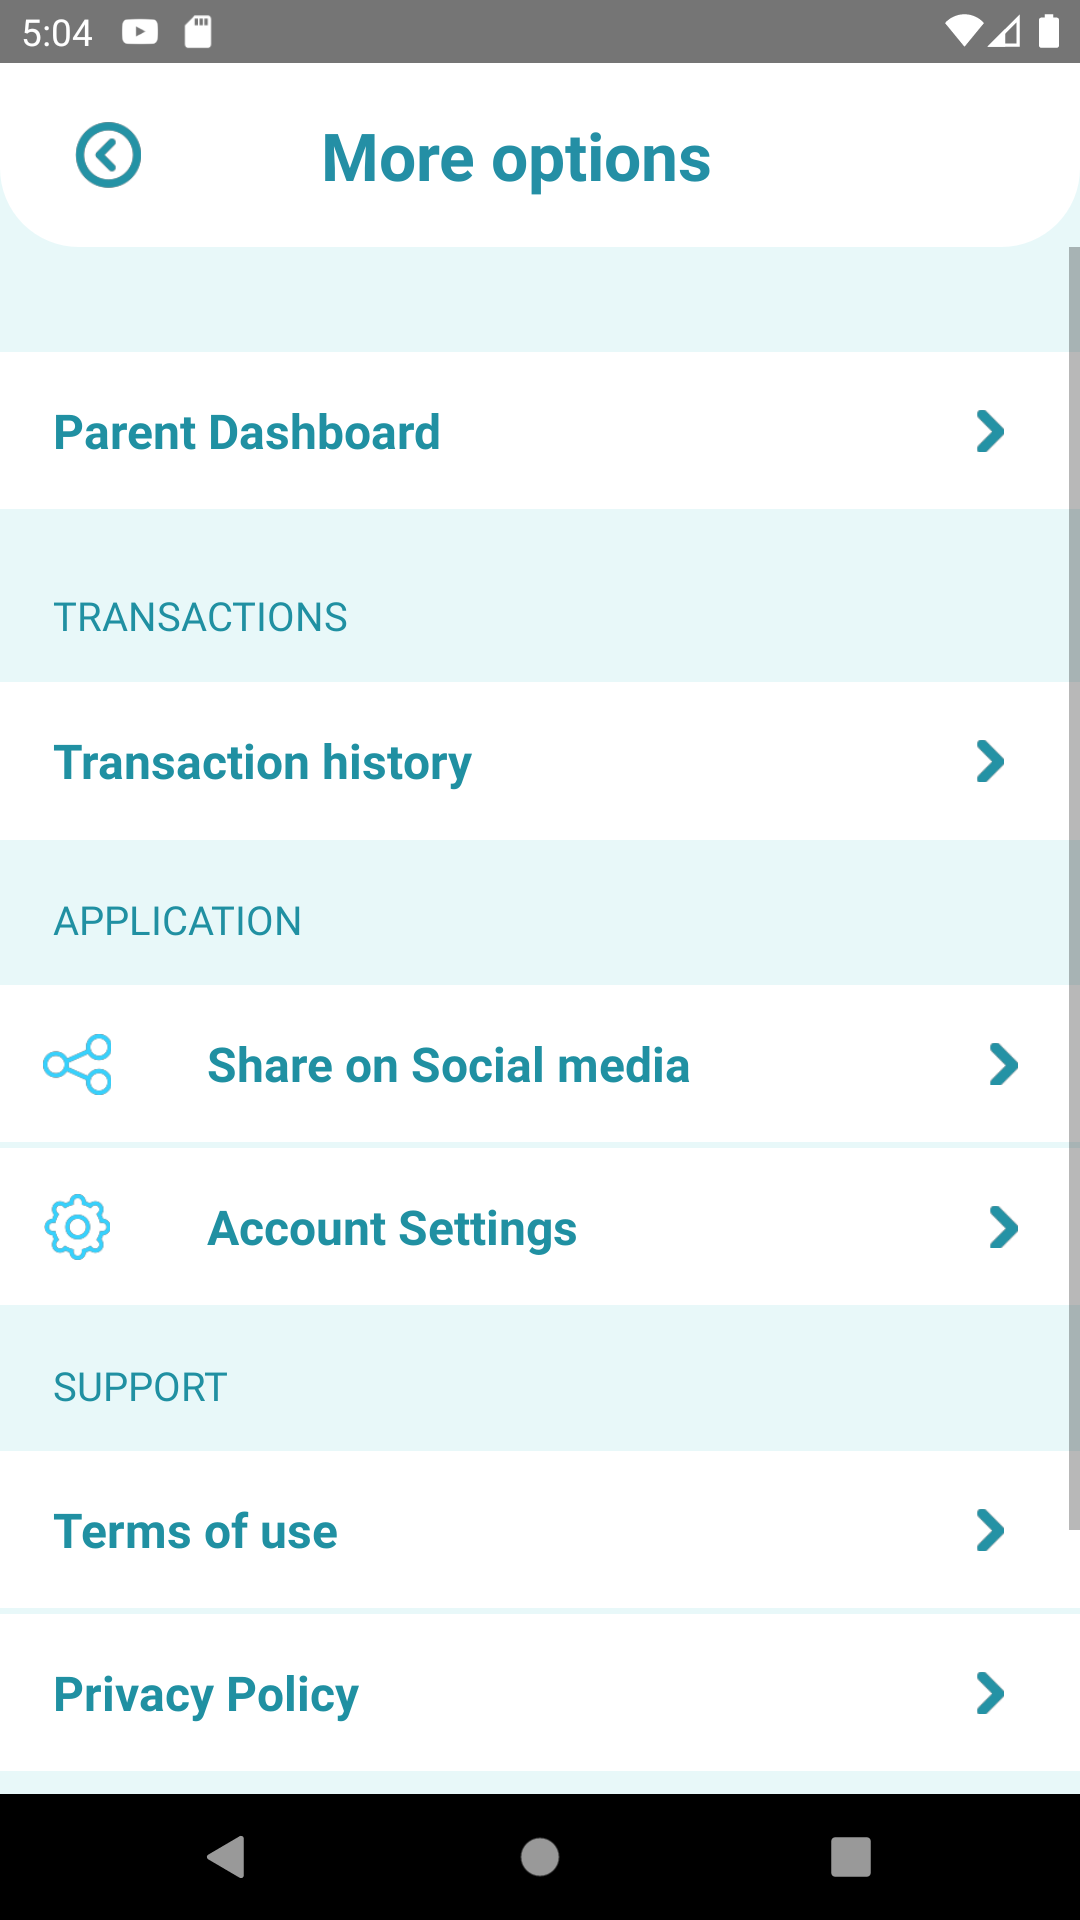 5:04
More options
Parent Dashboard
TRANSACTIONS
Transaction history
APPLICATION
Share on Social media
Account Settings
SUPPORT
Terms of use
Privacy Policy